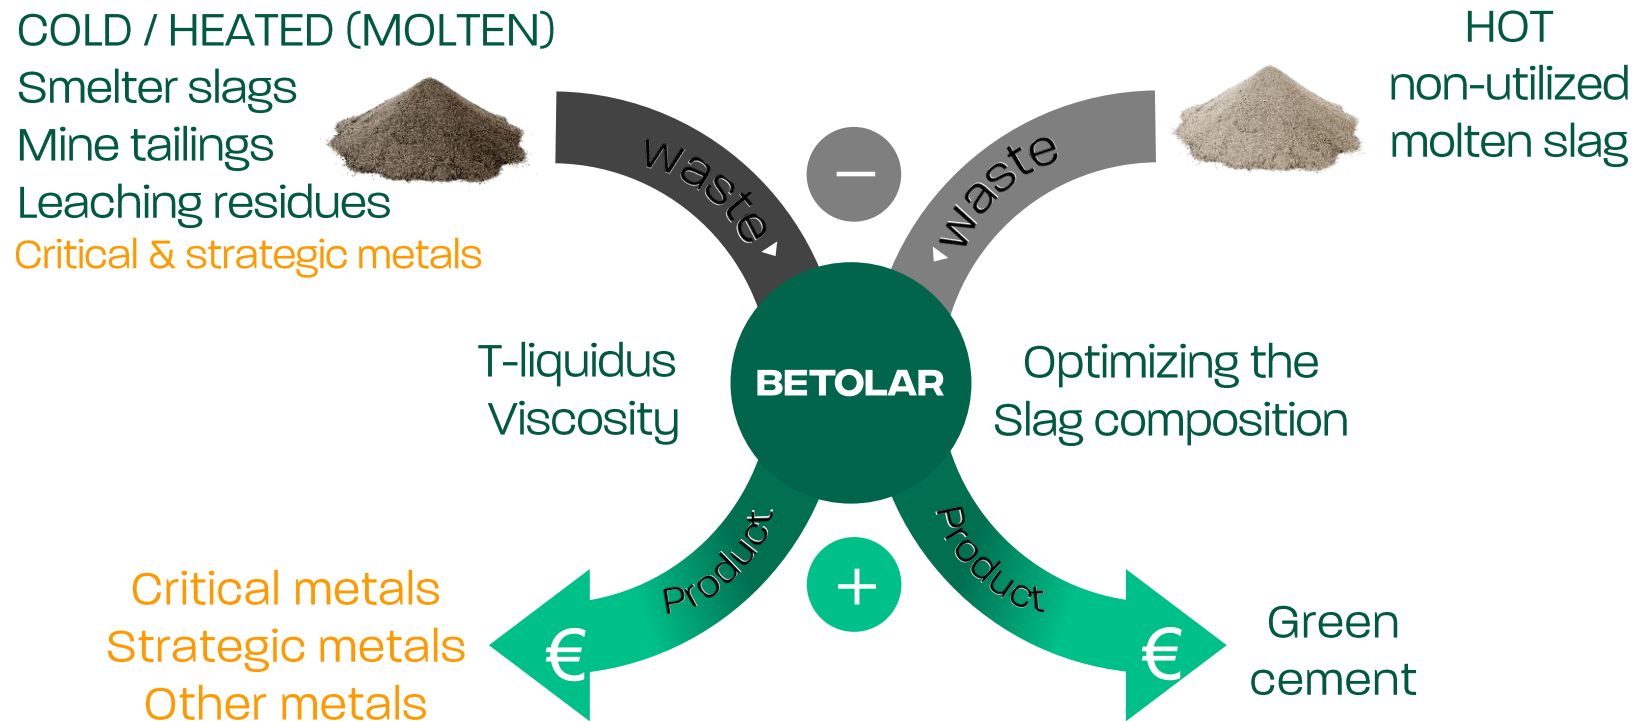 COLD / HEATED (MOLTEN)
Smelter slags
Mine tailings
Leaching residues
Critical & strategic metals
HOT
non-utilized
molten slag
waste
−
waste
T-liquidus
Viscosity
BETOLAR
Optimizing the
Slag composition
Product
+
Product
Critical metals
Strategic metals
Other metals
€
€
Green
cement